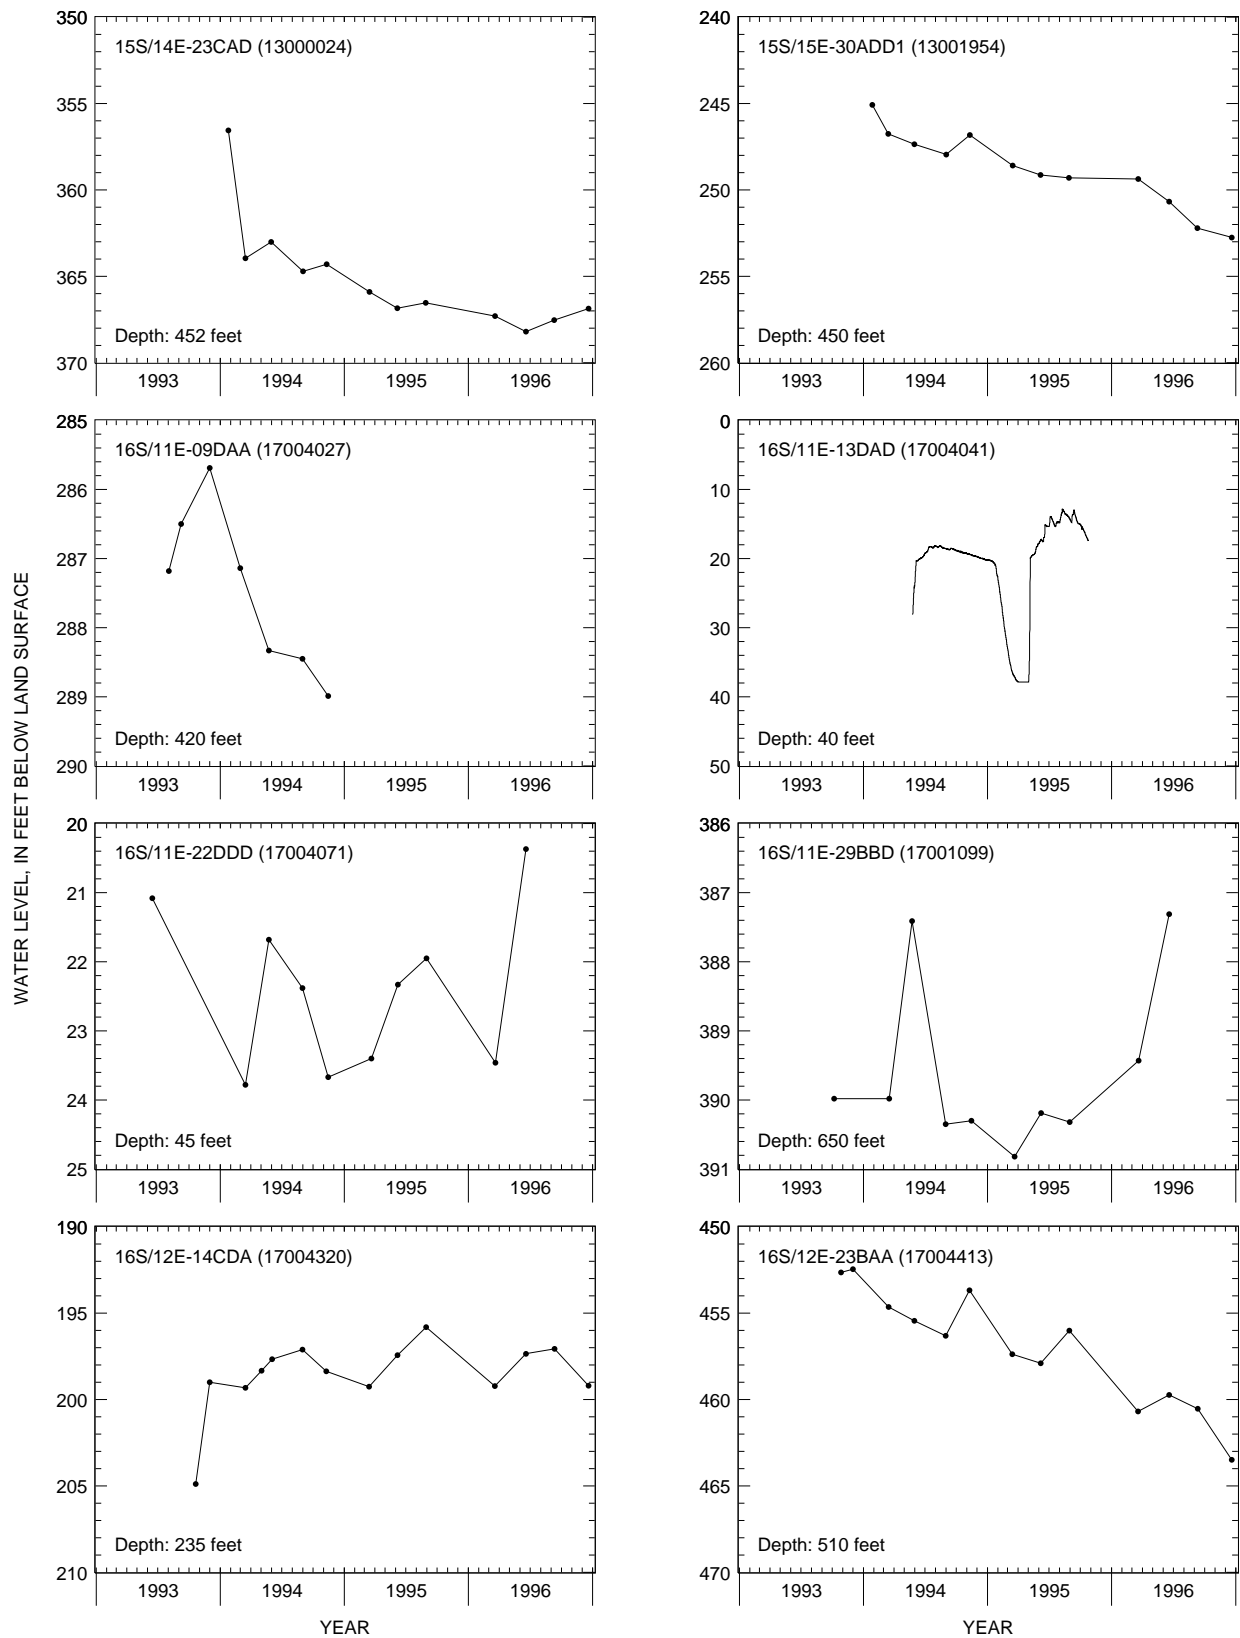 WATER LEVEL, IN FEET BELOW LAND SURFACE
350
355
360
365
370
15S/14E-23CAD (13000024)
Depth: 452 feet
1993 1994 1995 1996
240
245
250
255
260
15S/15E-30ADD1 (13001954)
Depth: 450 feet
1993 1994 1995 1996
285
286
287
288
289
290
16S/11E-09DAA (17004027)
Depth: 420 feet
1993 1994 1995 1996
0
10
20
30
40
50
16S/11E-13DAD (17004041)
Depth: 40 feet
1993 1994 1995 1996
20
21
22
23
24
25
16S/11E-22DDD (17004071)
Depth: 45 feet
1993 1994 1995 1996
386
387
388
389
390
391
16S/11E-29BBD (17001099)
Depth: 650 feet
1993 1994 1995 1996
190
195
200
205
210
16S/12E-14CDA (17004320)
Depth: 235 feet
1993 1994 1995 1996
YEAR
450
455
460
465
470
16S/12E-23BAA (17004413)
Depth: 510 feet
1993 1994 1995 1996
YEAR